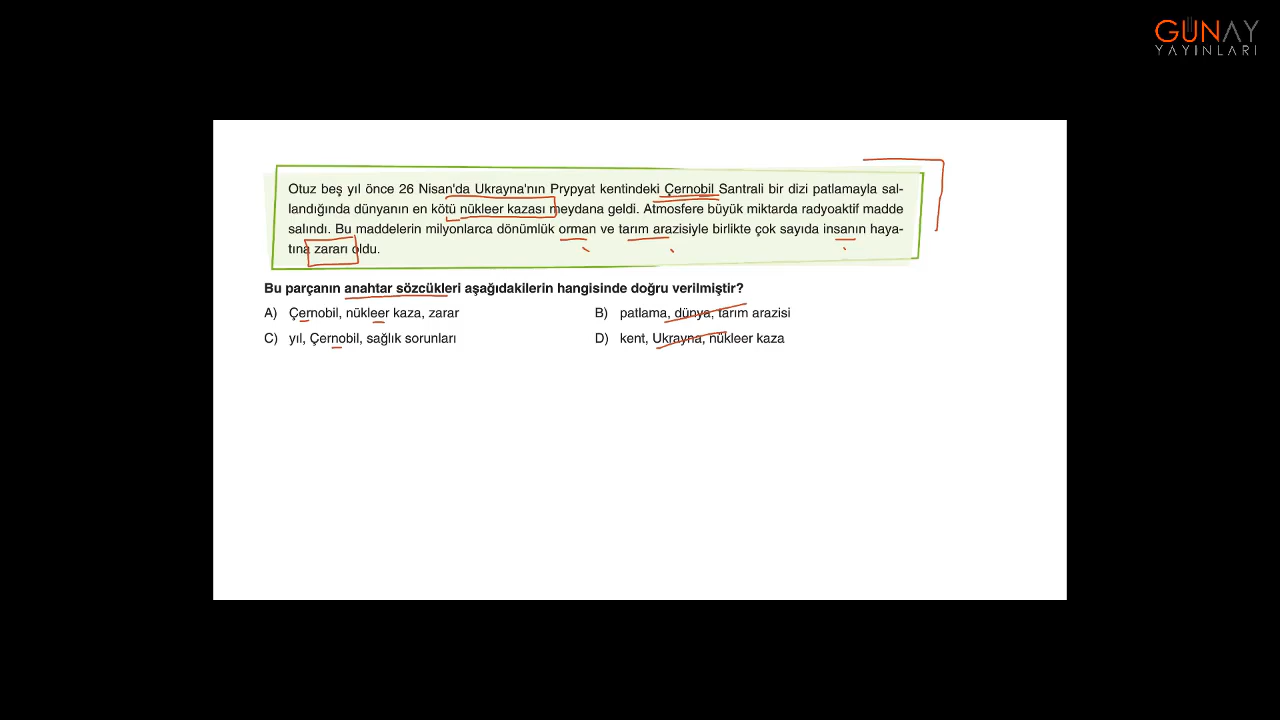 GÜNAY
YAYINLARI
Otuz beş yıl önce 26 Nisan'da Ukrayna'nın Prypyat kentindeki Çernobil Santrali bir dizi patlamayla sal-
landığında dünyanın en kötü nükleer kazası meydana geldi. Atmosfere büyük miktarda radyoaktif madde
salındı. Bu maddelerin milyonlarca dönümlük orman ve tarım arazisiyle birlikte çok sayıda insanın haya-
tına zararı oldu.
Bu parçanın anahtar sözcükleri aşağıdakilerin hangisinde doğru verilmiştir?
A) Çernobil, nükleer kaza, zarar B) patlama, dünya, tarım arazisi
C) yıl, Çernobil, sağlık sorunları D) kent, Ukrayna, nükleer kaza